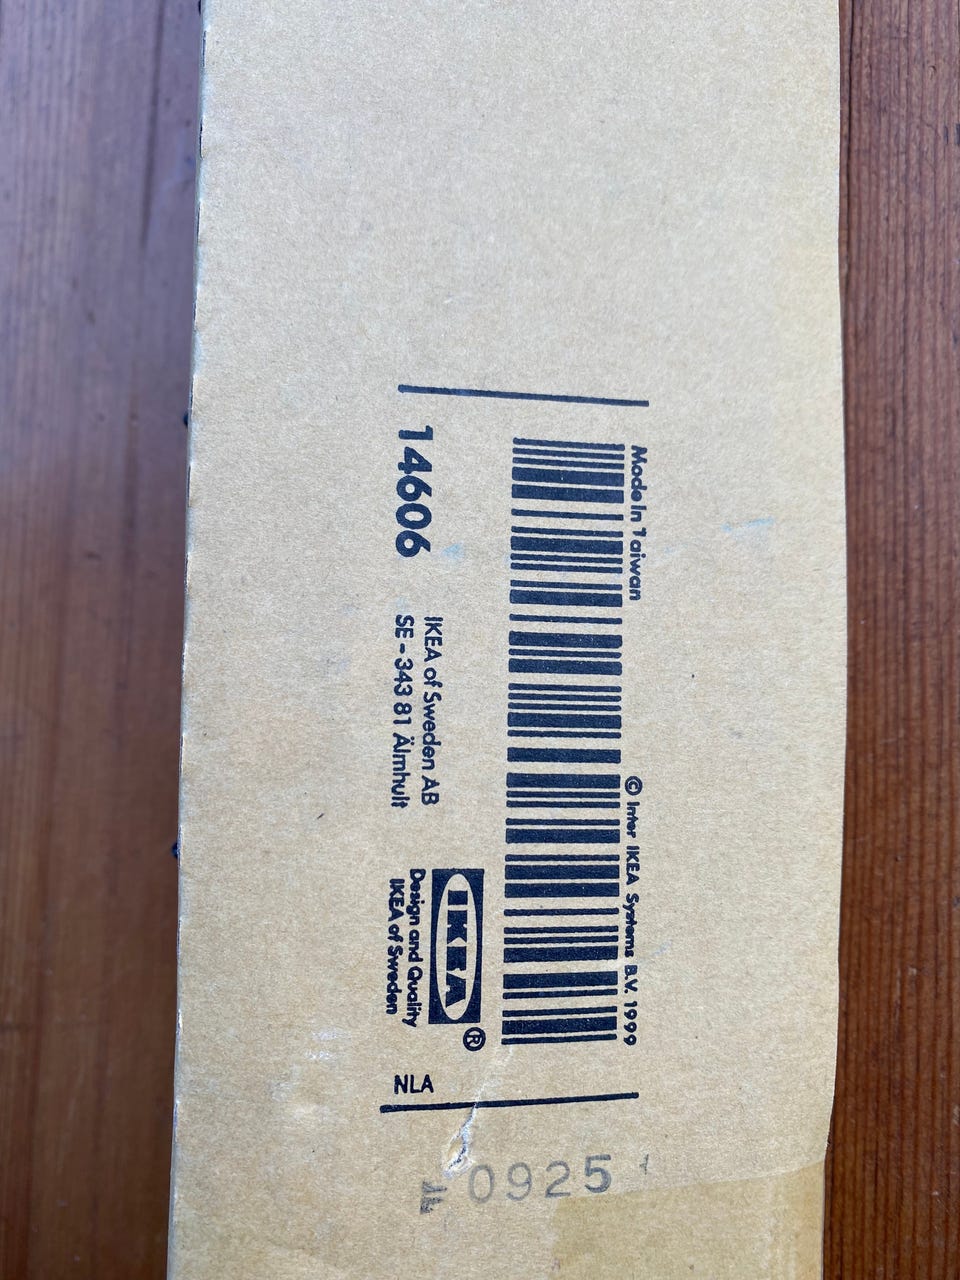 Made In Taiwan
© Inter IKEA Systems B.V. 1999
14606
IKEA of Sweden AB
SE-343 81 Älmhult
IKEA®
Design and Quality
IKEA of Sweden
NLA
0925